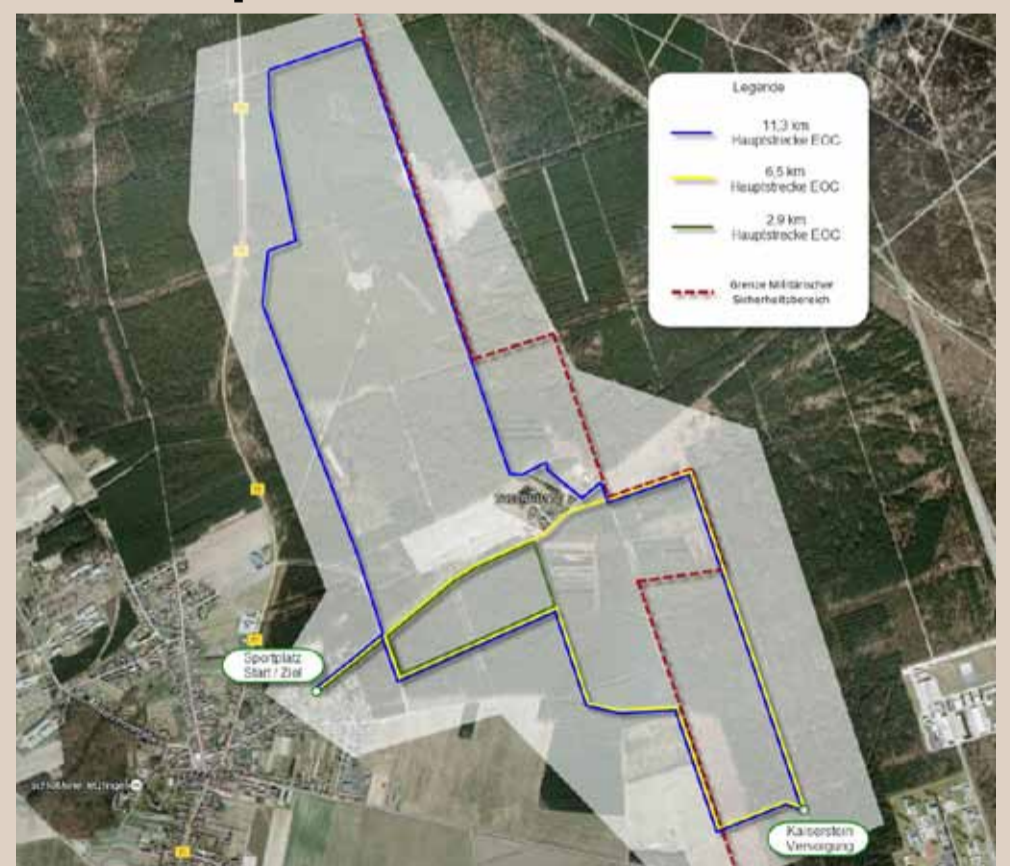 Legende
11,3 km
Hauptstrecke EOC
6,5 km
Hauptstrecke EOC
2,9 km
Hauptstrecke EOC
Grenze Militärischer
Sicherheitsbereich
Sportplatz
Start / Ziel
Kaiserstein
Versorgung